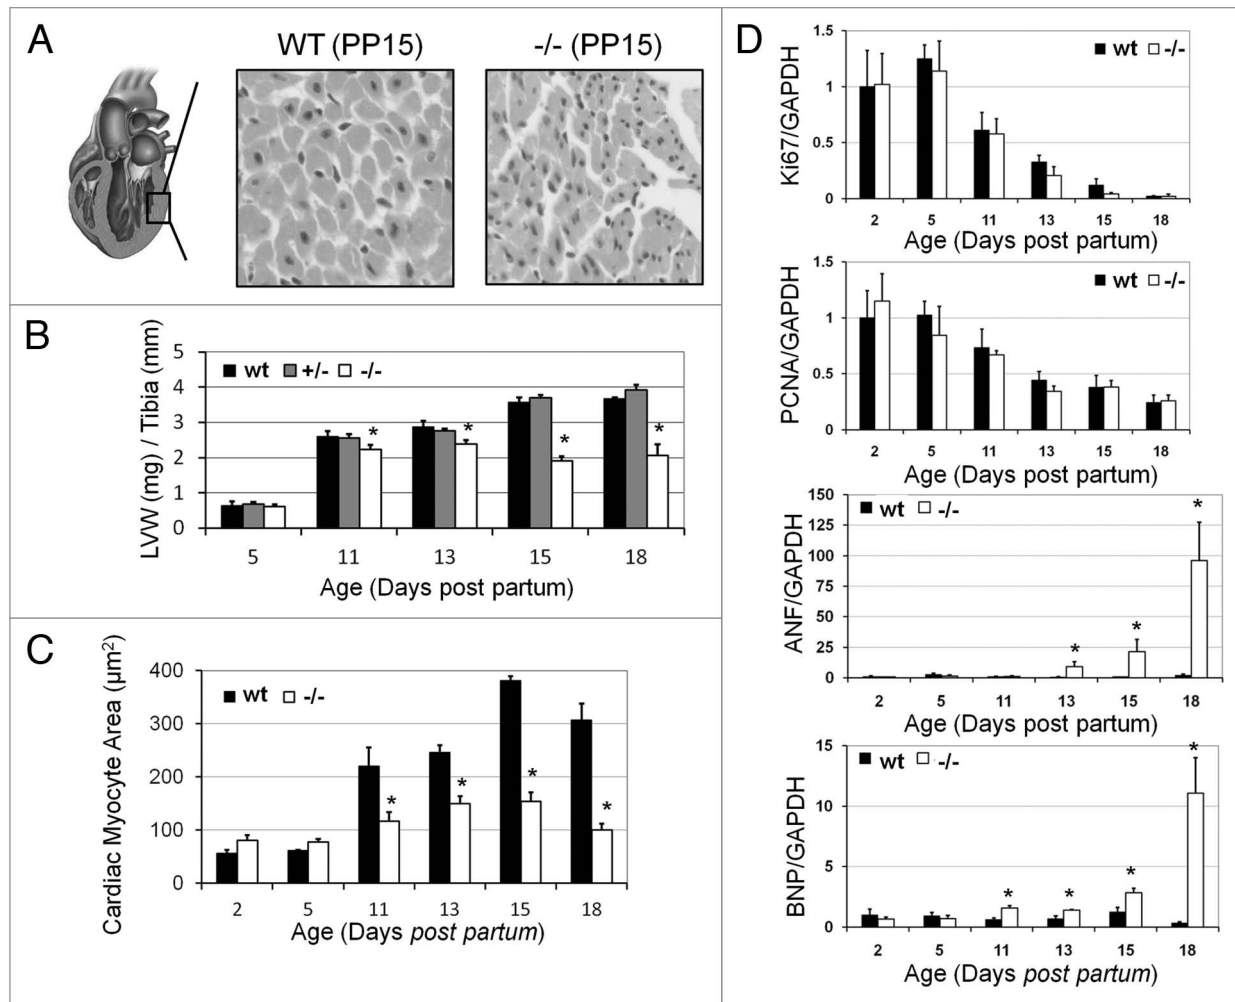 A
WT (PP15)
-/- (PP15)
B
LVW (mg) / Tibia (mm)
5
4
3
2
1
0
wt +/- -/-
* * * *
5 11 13 15 18
Age (Days post partum)
C
Cardiac Myocyte Area (µm²)
400
300
200
100
0
wt -/-
* * * *
2 5 11 13 15 18
Age (Days post partum)
D
Ki67/GAPDH
1.5
1
0.5
0
wt -/-
2 5 11 13 15 18
Age (Days post partum)
PCNA/GAPDH
1.5
1
0.5
0
wt -/-
2 5 11 13 15 18
Age (Days post partum)
ANF/GAPDH
150
125
100
75
50
25
0
wt -/-
* * *
2 5 11 13 15 18
Age (Days post partum)
BNP/GAPDH
15
10
5
0
wt -/-
* * * *
2 5 11 13 15 18
Age (Days post partum)